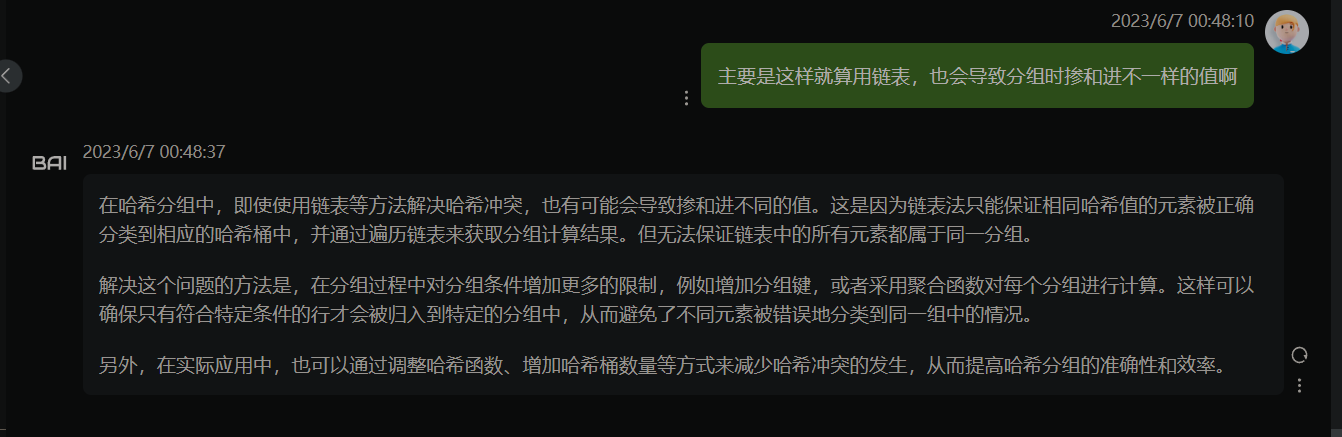 2023/6/7 00:48:10
主要是这样就算用链表，也会导致分组时掺和进不一样的值啊
BAI
2023/6/7 00:48:37
在哈希分组中，即使使用链表等方法解决哈希冲突，也有可能会导致掺和进不同的值。这是因为链表法只能保证相同哈希值的元素被正确
分类到相应的哈希桶中，并通过遍历链表来获取分组计算结果。但无法保证链表中的所有元素都属于同一分组。
解决这个问题的方法是，在分组过程中对分组条件增加更多的限制，例如增加分组键，或者采用聚合函数对每个分组进行计算。这样可以
确保只有符合特定条件的行才会被归入到特定的分组中，从而避免了不同元素被错误地分类到同一组中的情况。
另外，在实际应用中，也可以通过调整哈希函数、增加哈希桶数量等方式来减少哈希冲突的发生，从而提高哈希分组的准确性和效率。